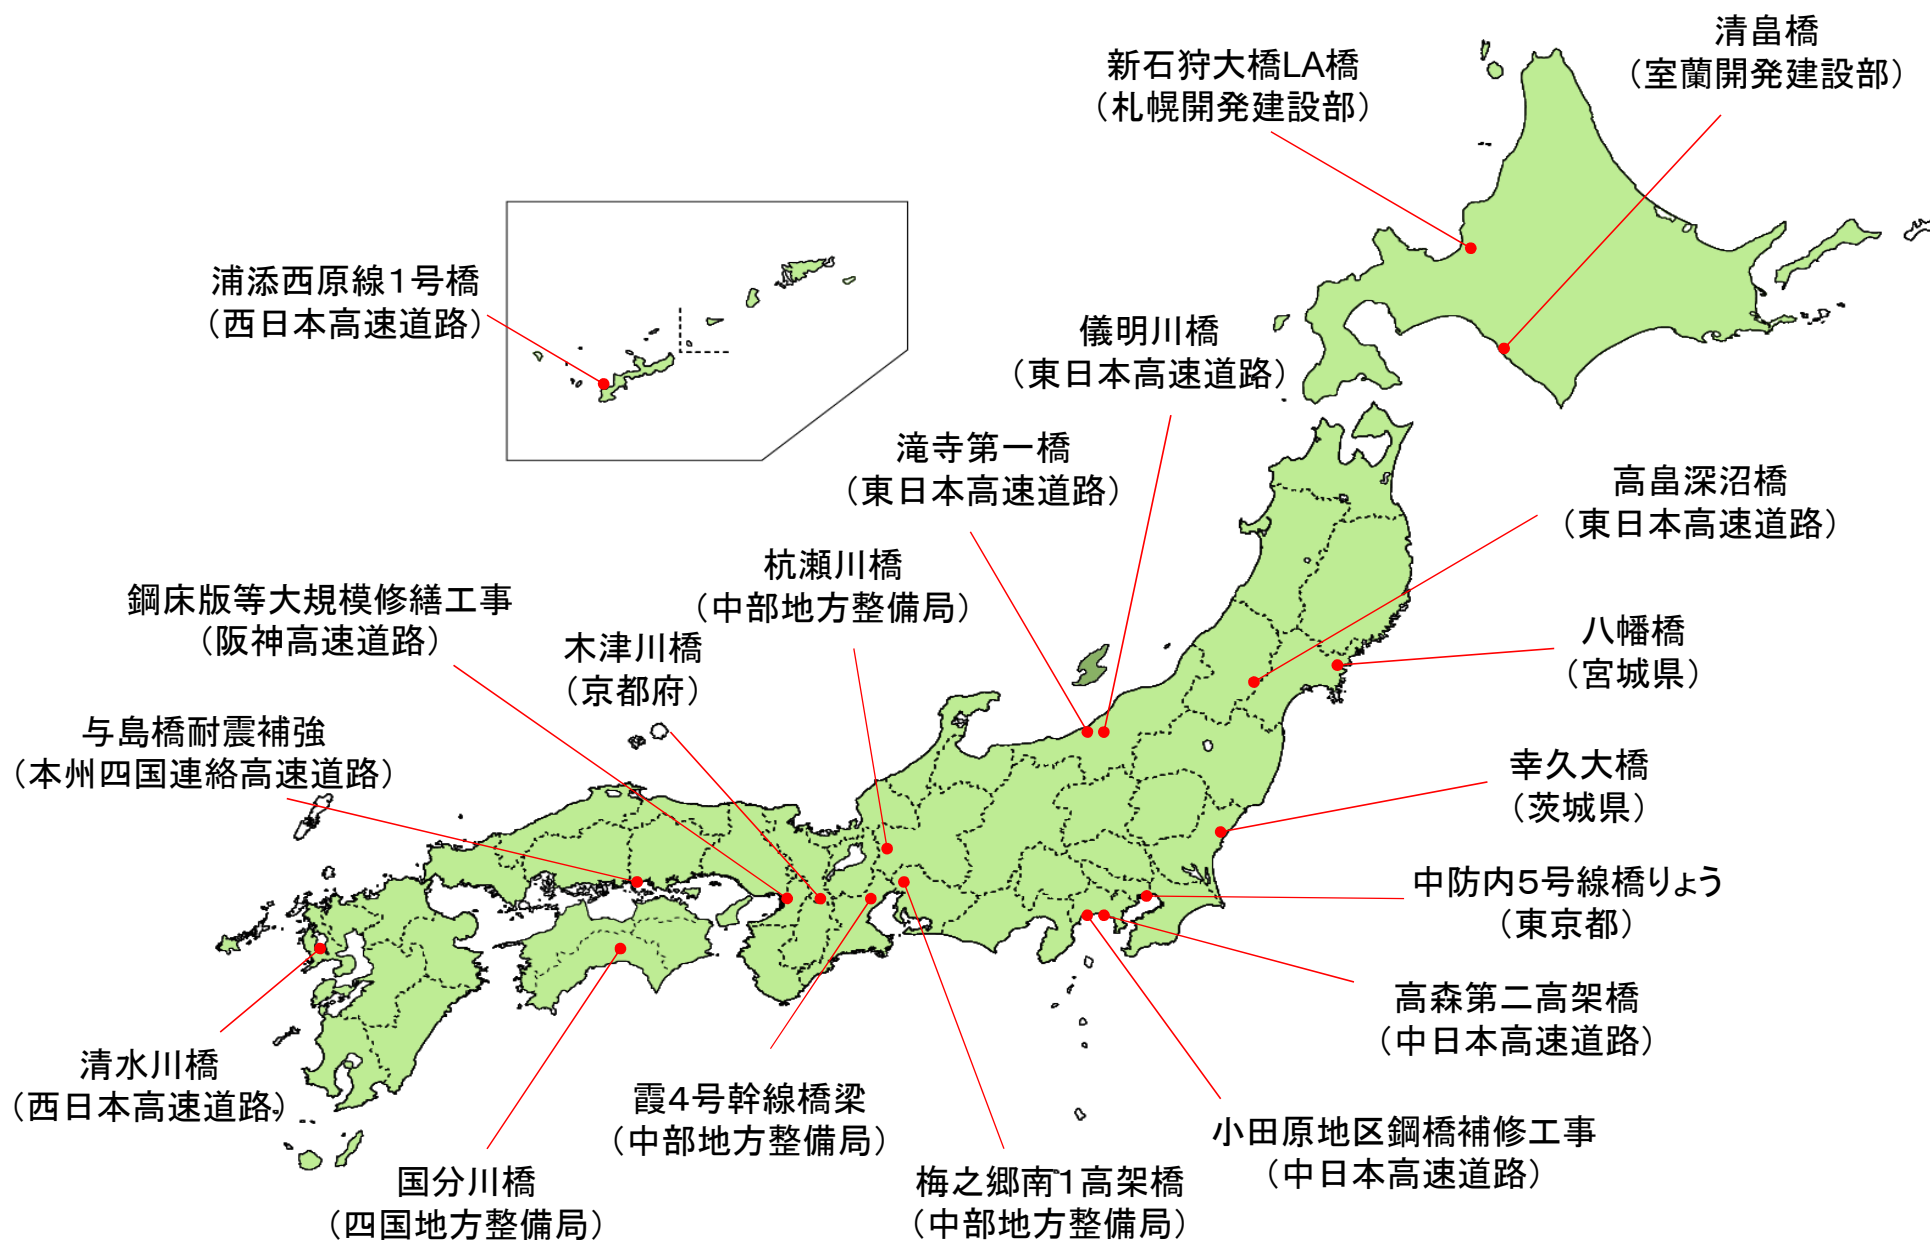 清畠橋
（室蘭開発建設部）
新石狩大橋LA橋
（札幌開発建設部）
浦添西原線１号橋
（西日本高速道路）
儀明川橋
（東日本高速道路）
滝寺第一橋
（東日本高速道路）
高畠深沼橋
（東日本高速道路）
杭瀬川橋
（中部地方整備局）
鋼床版等大規模修繕工事
（阪神高速道路）
木津川橋
（京都府）
八幡橋
（宮城県）
与島橋耐震補強
（本州四国連絡高速道路）
幸久大橋
（茨城県）
中防内５号線橋りょう
（東京都）
高森第二高架橋
（中日本高速道路）
清水川橋
（西日本高速道路）
霞４号幹線橋梁
（中部地方整備局）
小田原地区鋼橋補修工事
（中日本高速道路）
国分川橋
（四国地方整備局）
梅之郷南１高架橋
（中部地方整備局）